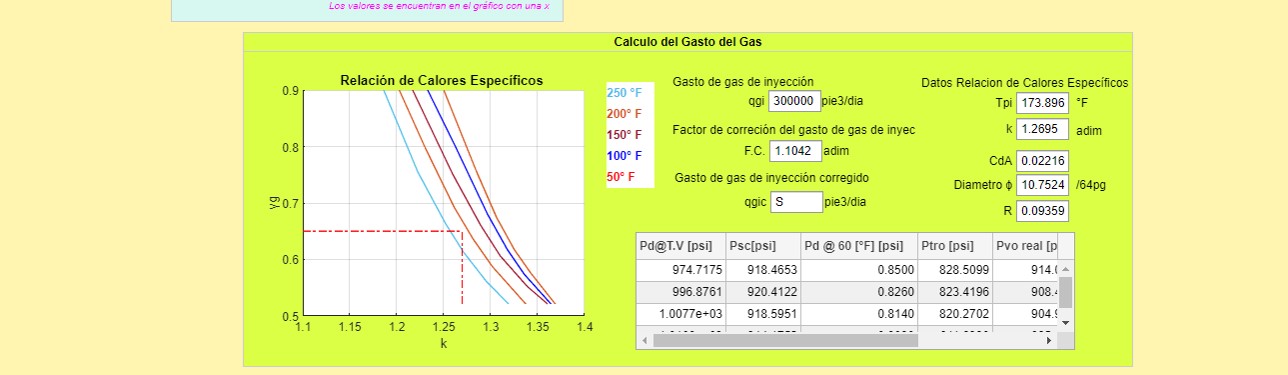 Los valores se encuentran en el gráfico con una x
Calculo del Gasto del Gas
Relación de Calores Específicos
0.9
0.8
0.7
0.6
0.5
γg
1.1 1.15 1.2 1.25 1.3 1.35 1.4
k
250 °F
200° F
150° F
100° F
50° F
Gasto de gas de inyección
qgi 300000 pie3/dia
Factor de correción del gasto de gas de inyec
F.C. 1.1042 adim
Gasto de gas de inyección corregido
qgic S pie3/dia
Datos Relacion de Calores Específicos
Tpi 173.896 °F
k 1.2695 adim
CdA 0.02216
Diametro ϕ 10.7524 /64pg
R 0.09359
Pd@T.V [psi] Psc[psi] Pd @ 60 [°F] [psi] Ptro [psi] Pvo real [p
974.7175 918.4653 0.8500 828.5099 914.0
996.8761 920.4122 0.8260 823.4196 908.4
1.0077e+03 918.5951 0.8140 820.2702 904.9